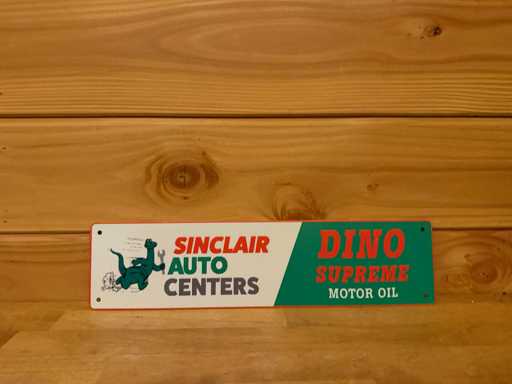 SINCLAIR
AUTO
CENTERS
DINO
SUPREME
MOTOR OIL